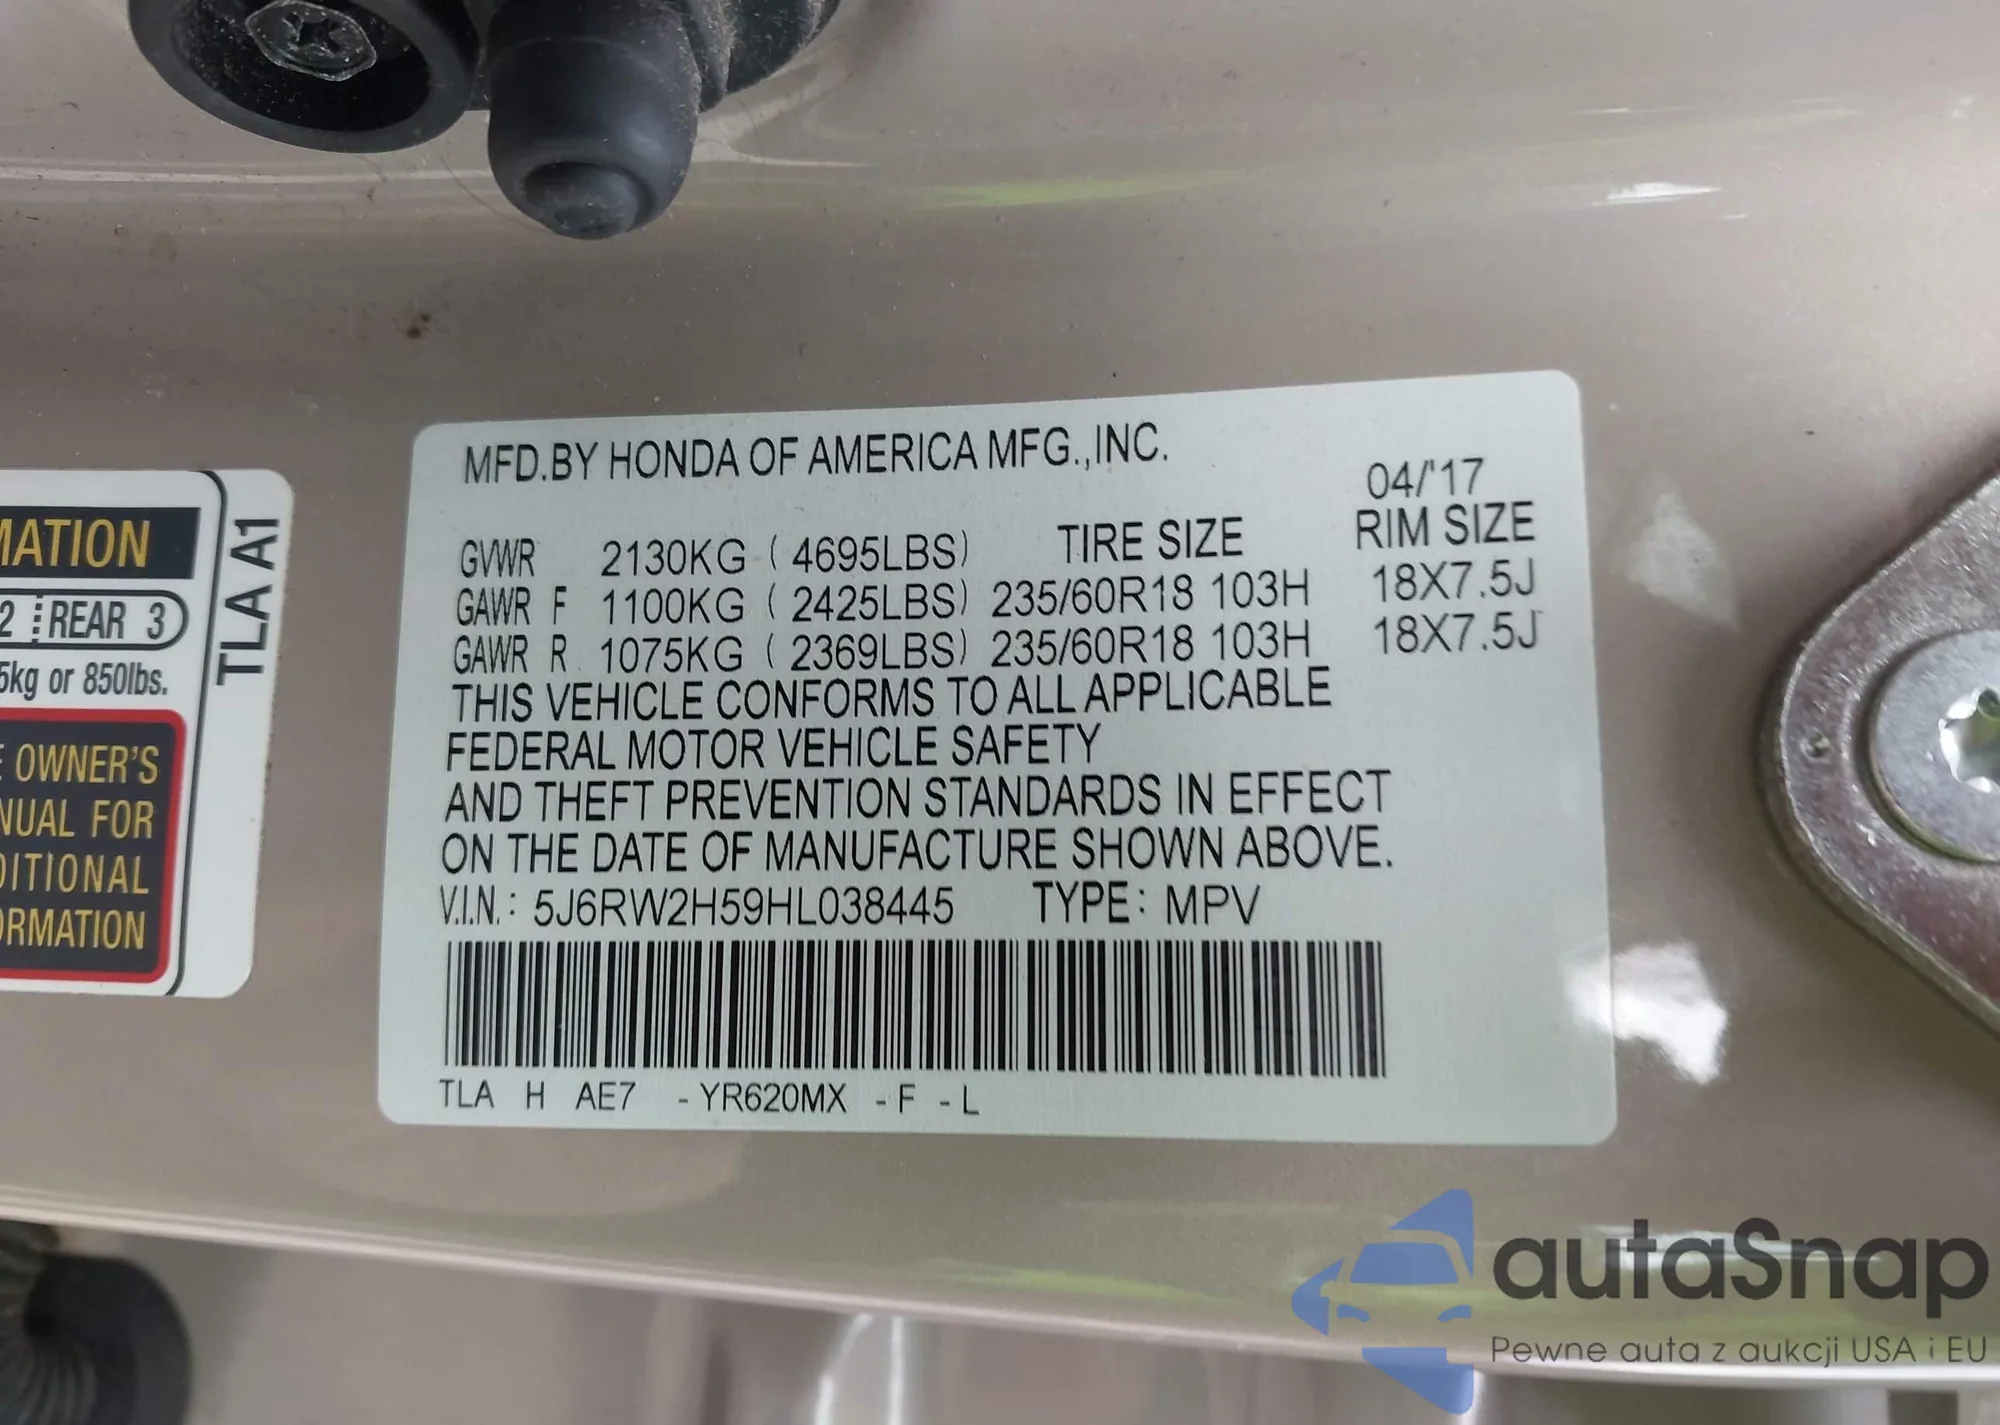 MFD.BY HONDA OF AMERICA MFG.,INC.
04/'17
GVWR 2130KG ( 4695LBS) TIRE SIZE RIM SIZE
GAWR F 1100KG ( 2425LBS) 235/60R18 103H 18X7.5J
GAWR R 1075KG ( 2369LBS) 235/60R18 103H 18X7.5J
THIS VEHICLE CONFORMS TO ALL APPLICABLE
FEDERAL MOTOR VEHICLE SAFETY
AND THEFT PREVENTION STANDARDS IN EFFECT
ON THE DATE OF MANUFACTURE SHOWN ABOVE.
V.I.N.: 5J6RW2H59HL038445 TYPE: MPV
TLA H AE7 -YR620MX -F -L
MATION
2 REAR 3
5kg or 850lbs.
E OWNER'S
NUAL FOR
DITIONAL
ORMATION
TLA A1
autaSnap
Pewne auta z aukcji USA i EU